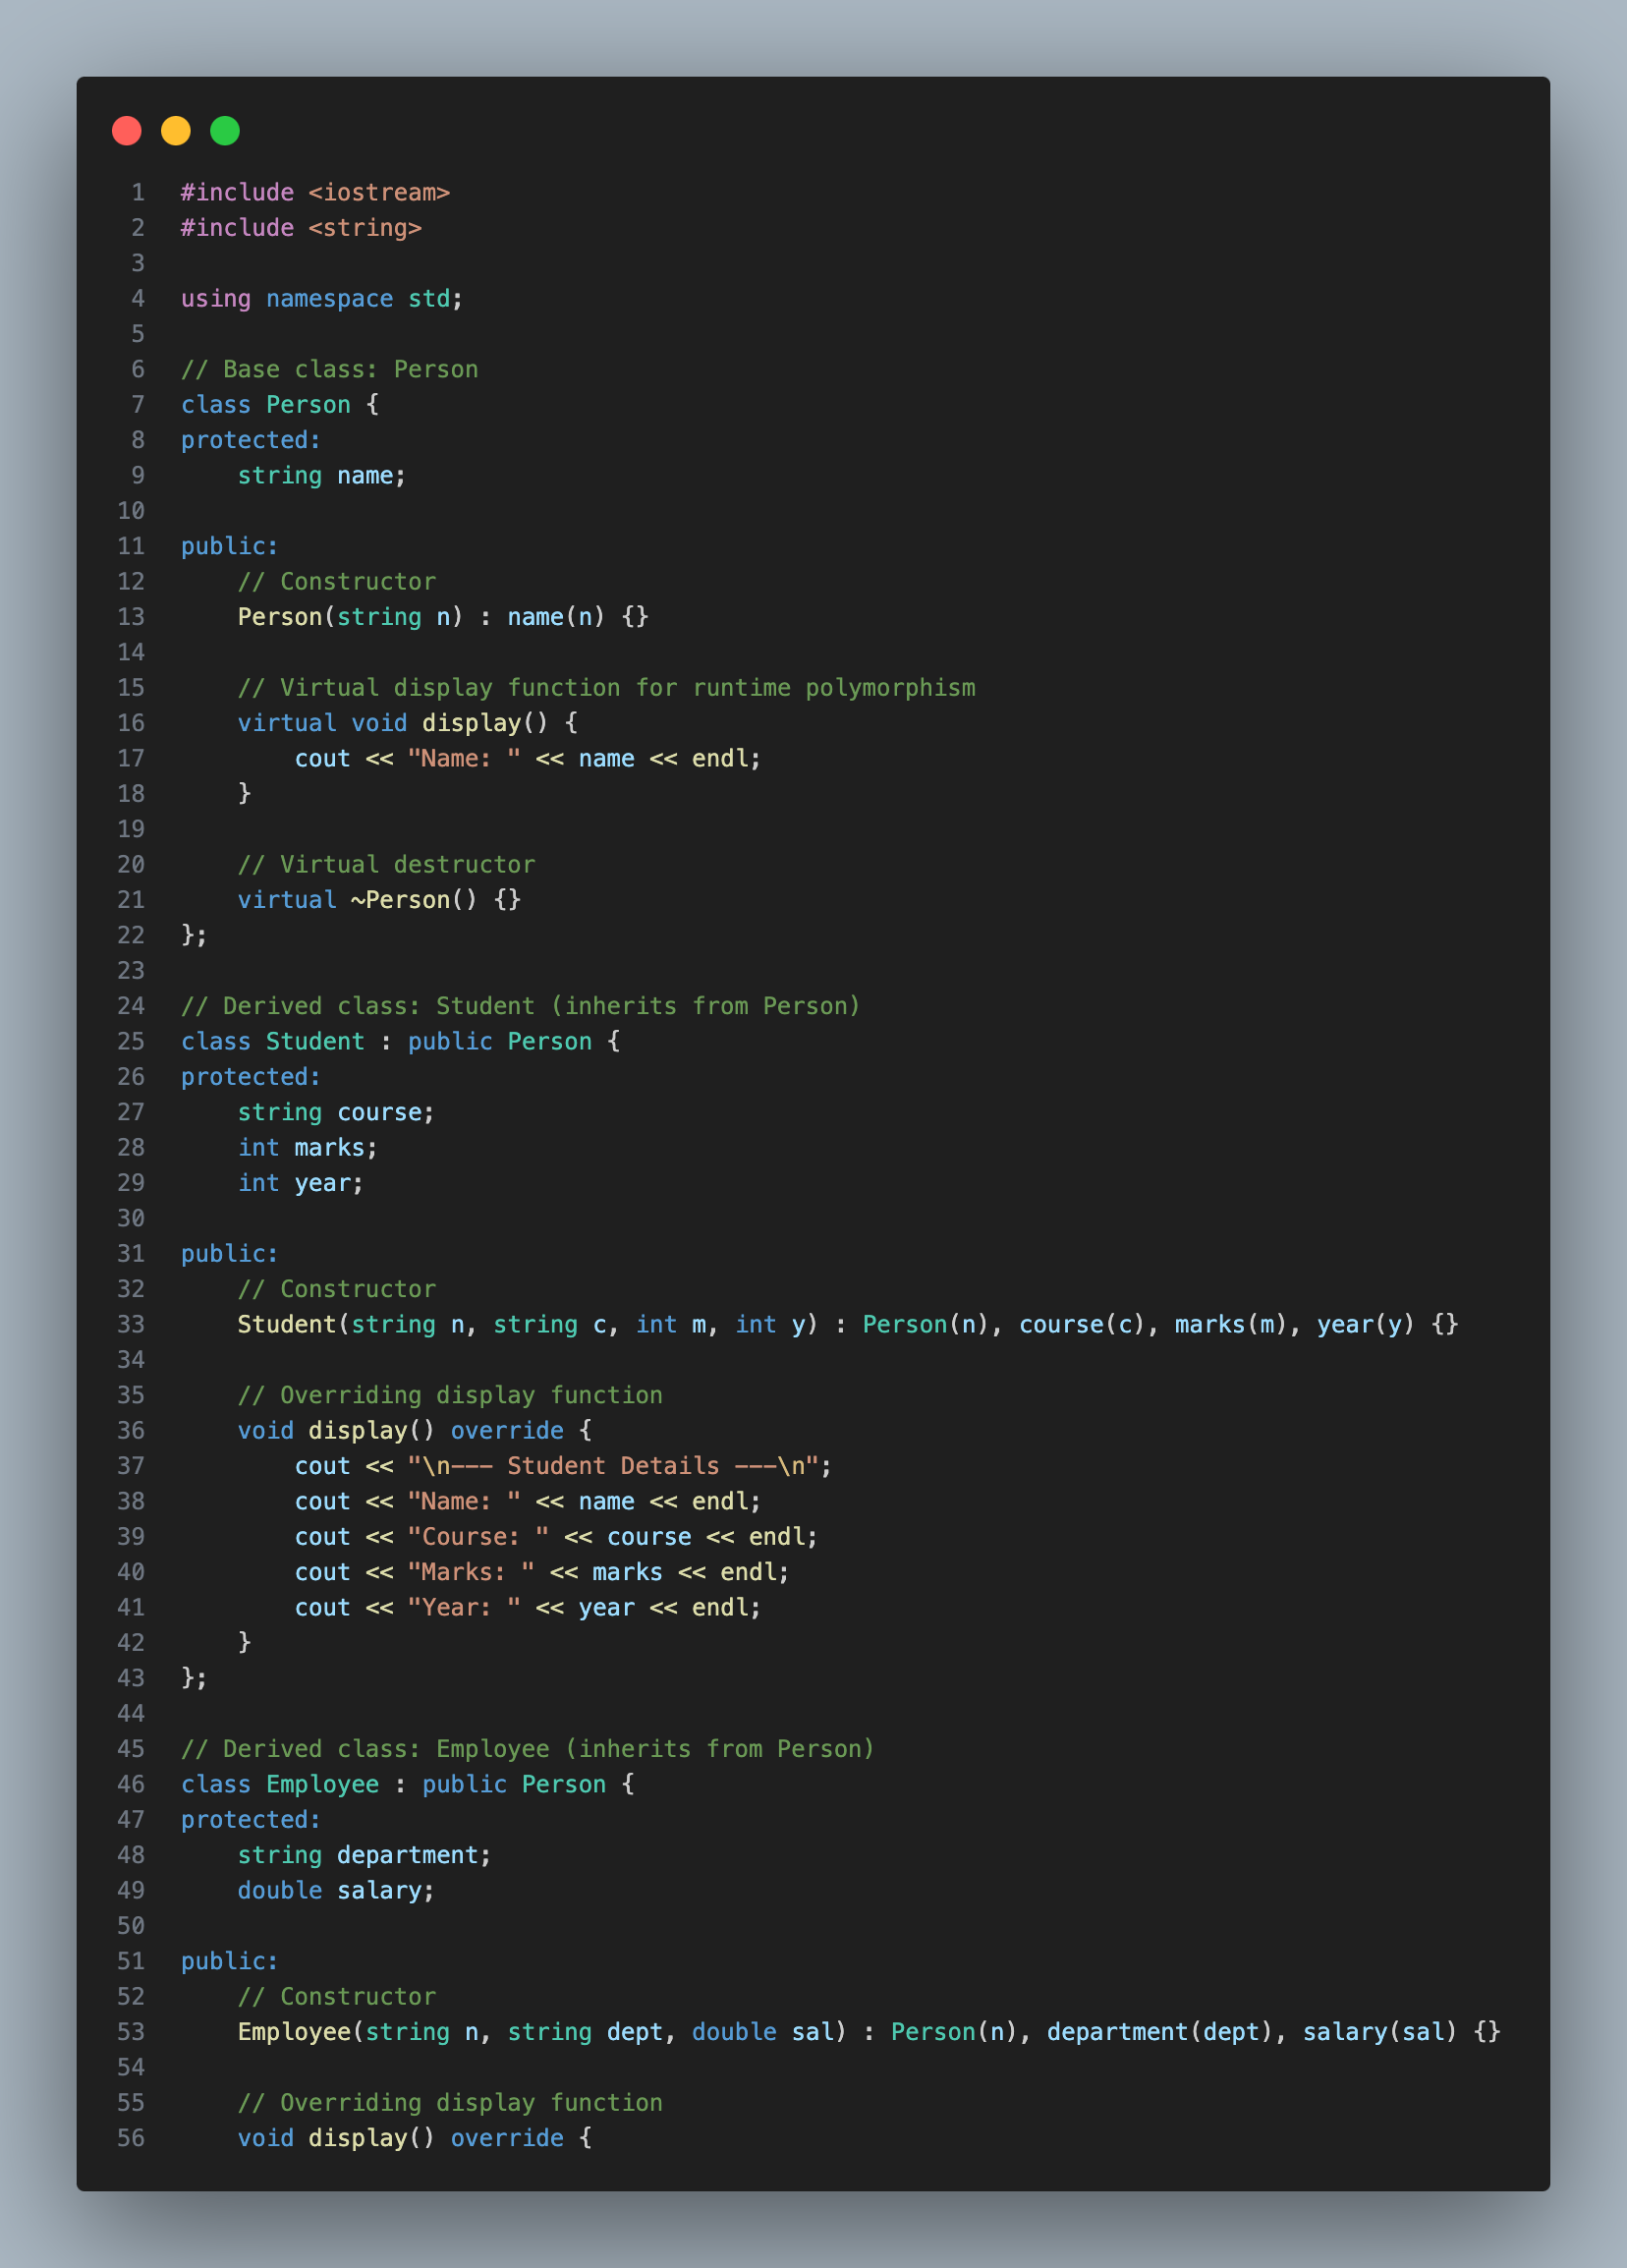 1 #include <iostream>
2 #include <string>
3
4 using namespace std;
5
6 // Base class: Person
7 class Person {
8 protected:
9     string name;
10
11 public:
12     // Constructor
13     Person(string n) : name(n) {}
14
15     // Virtual display function for runtime polymorphism
16     virtual void display() {
17         cout << "Name: " << name << endl;
18     }
19
20     // Virtual destructor
21     virtual ~Person() {}
22 };
23
24 // Derived class: Student (inherits from Person)
25 class Student : public Person {
26 protected:
27     string course;
28     int marks;
29     int year;
30
31 public:
32     // Constructor
33     Student(string n, string c, int m, int y) : Person(n), course(c), marks(m), year(y) {}
34
35     // Overriding display function
36     void display() override {
37         cout << "\n--- Student Details ---\n";
38         cout << "Name: " << name << endl;
39         cout << "Course: " << course << endl;
40         cout << "Marks: " << marks << endl;
41         cout << "Year: " << year << endl;
42     }
43 };
44
45 // Derived class: Employee (inherits from Person)
46 class Employee : public Person {
47 protected:
48     string department;
49     double salary;
50
51 public:
52     // Constructor
53     Employee(string n, string dept, double sal) : Person(n), department(dept), salary(sal) {}
54
55     // Overriding display function
56     void display() override {